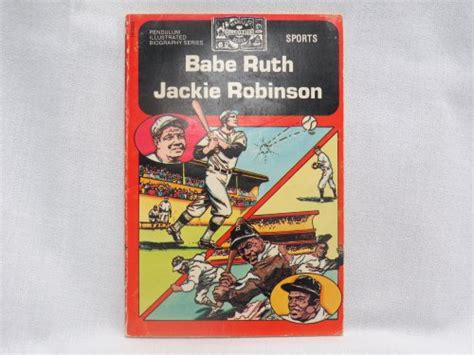 PENDULUM
ILLUSTRATED
BIOGRAPHY SERIES
SPORTS
Babe Ruth
Jackie Robinson